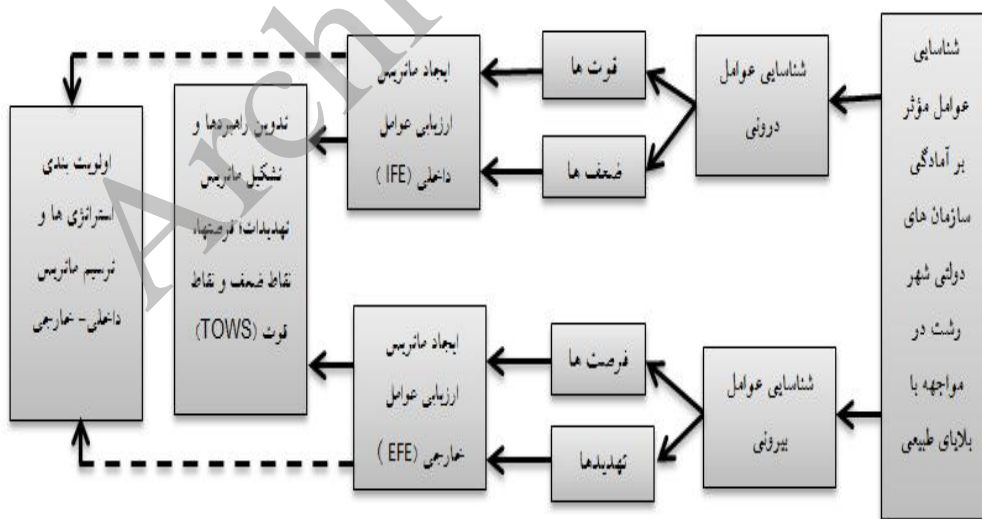 شناسایی
عوامل مؤثر
بر آمادگی
سازمان های
دولتی شهر
رشت در
مواجهه با
بلایای طبیعی
شناسایی عوامل
درونی
قوت ها
ضعف ها
ایجاد ماتریس
ارزیابی عوامل
داخلی (IFE)
شناسایی عوامل
بیرونی
فرصت ها
تهدیدها
ایجاد ماتریس
ارزیابی عوامل
خارجی (EFE)
تدوین راهبردها و
تشکیل ماتریس
تهدیدات، فرصتها،
نقاط ضعف و نقاط
قوت (TOWS)
اولویت بندی
استراتژی ها و
ترسیم ماتریس
داخلی- خارجی